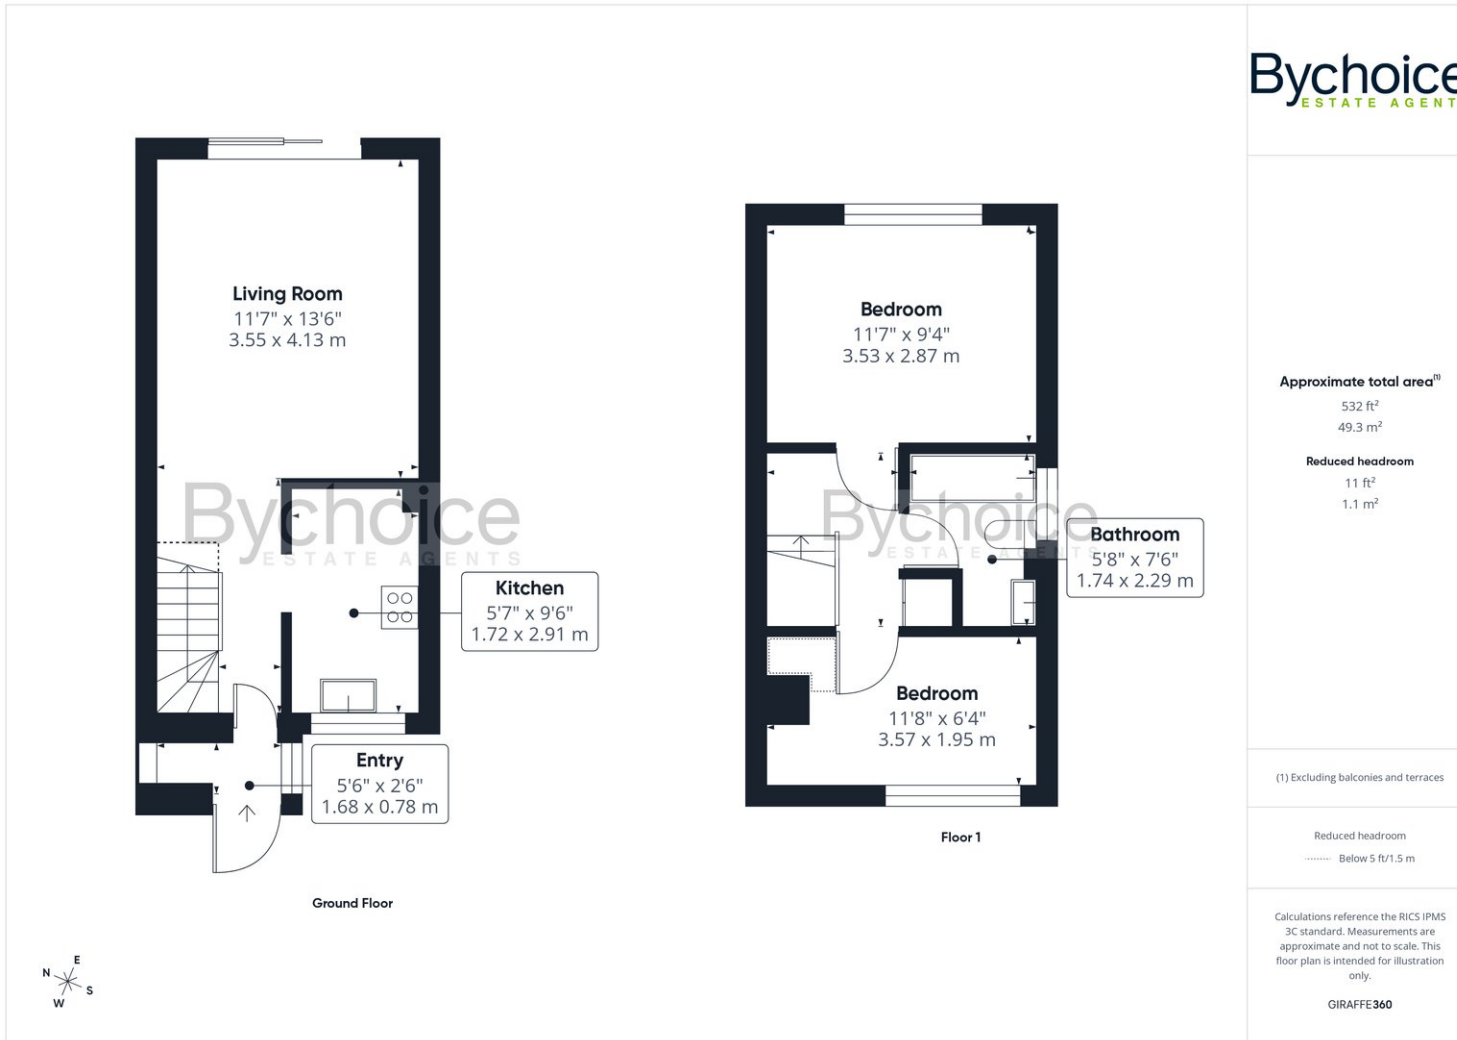 Living Room
11'7" x 13'6"
3.55 x 4.13 m
Bychoice
ESTATE AGENTS
Kitchen
5'7" x 9'6"
1.72 x 2.91 m
Entry
5'6" x 2'6"
1.68 x 0.78 m
Ground Floor
Bedroom
11'7" x 9'4"
3.53 x 2.87 m
Bychoice
ESTATE AGENTS
Bathroom
5'8" x 7'6"
1.74 x 2.29 m
Bedroom
11'8" x 6'4"
3.57 x 1.95 m
Floor 1
N
E
S
W
Bychoice
ESTATE AGENT
Approximate total area(1)
532 ft²
49.3 m²
Reduced headroom
11 ft²
1.1 m²
(1) Excluding balconies and terraces
Reduced headroom
Below 5 ft/1.5 m
Calculations reference the RICS IPMS
3C standard. Measurements are
approximate and not to scale. This
floor plan is intended for illustration
only.
GIRAFFE360